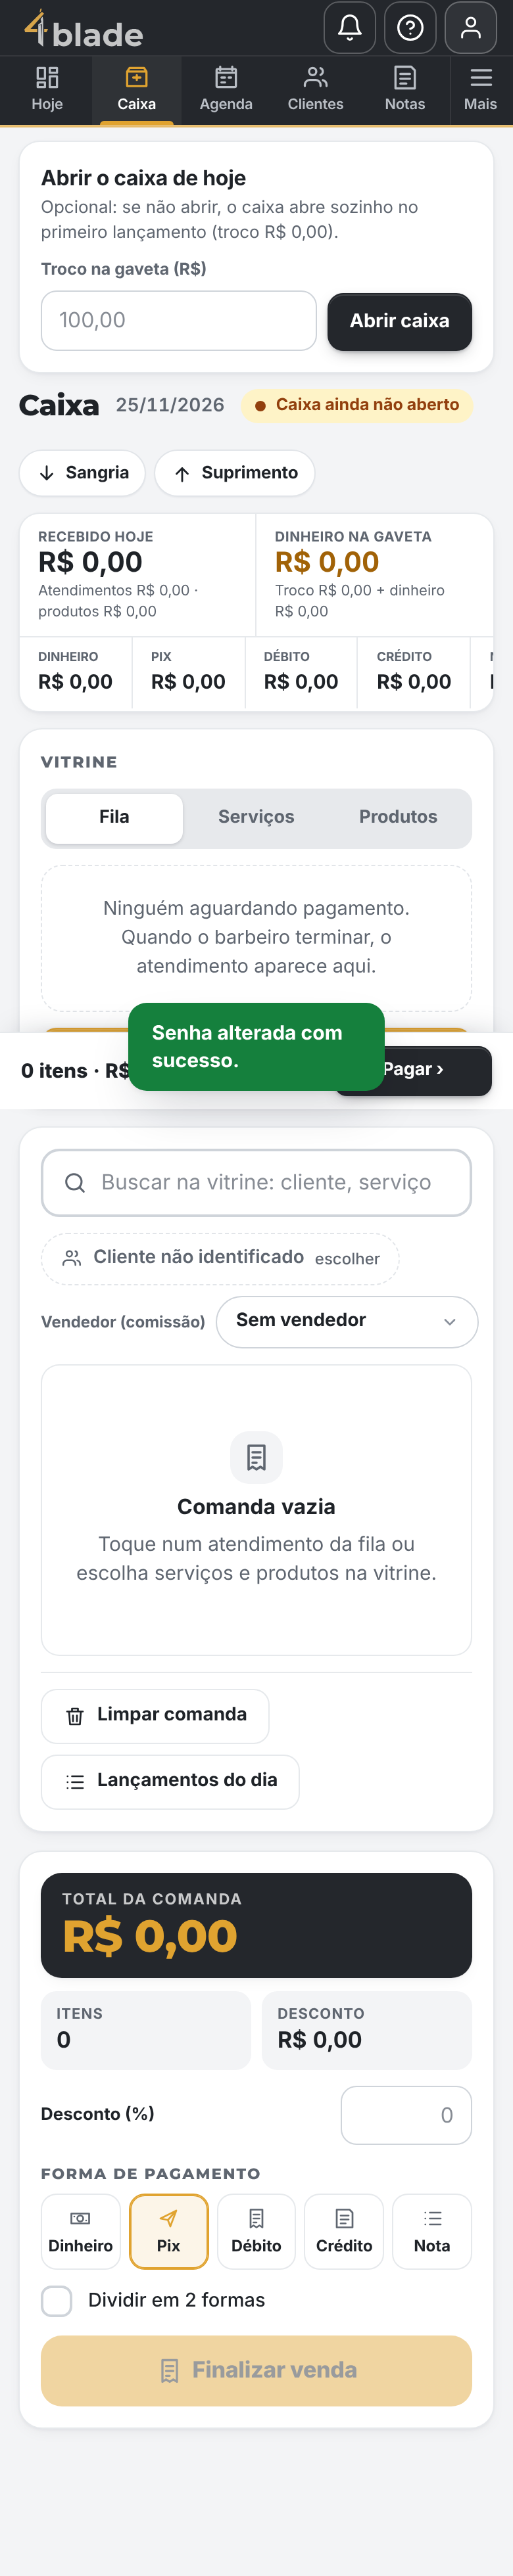 4blade
Hoje
Caixa
Agenda
Clientes
Notas
Mais
Abrir o caixa de hoje
Opcional: se não abrir, o caixa abre sozinho no
primeiro lançamento (troco R$ 0,00).
Troco na gaveta (R$)
100,00
Abrir caixa
Caixa 25/11/2026 Caixa ainda não aberto
Sangria
Suprimento
RECEBIDO HOJE
R$ 0,00
Atendimentos R$ 0,00 ·
produtos R$ 0,00
DINHEIRO NA GAVETA
R$ 0,00
Troco R$ 0,00 + dinheiro
R$ 0,00
DINHEIRO
R$ 0,00
PIX
R$ 0,00
DÉBITO
R$ 0,00
CRÉDITO
R$ 0,00
VITRINE
Fila
Serviços
Produtos
Ninguém aguardando pagamento.
Quando o barbeiro terminar, o
atendimento aparece aqui.
Senha alterada com
sucesso.
0 itens · R$
Pagar ›
Buscar na vitrine: cliente, serviço
Cliente não identificado escolher
Vendedor (comissão) Sem vendedor
Comanda vazia
Toque num atendimento da fila ou
escolha serviços e produtos na vitrine.
Limpar comanda
Lançamentos do dia
TOTAL DA COMANDA
R$ 0,00
ITENS
0
DESCONTO
R$ 0,00
Desconto (%) 0
FORMA DE PAGAMENTO
Dinheiro
Pix
Débito
Crédito
Nota
Dividir em 2 formas
Finalizar venda